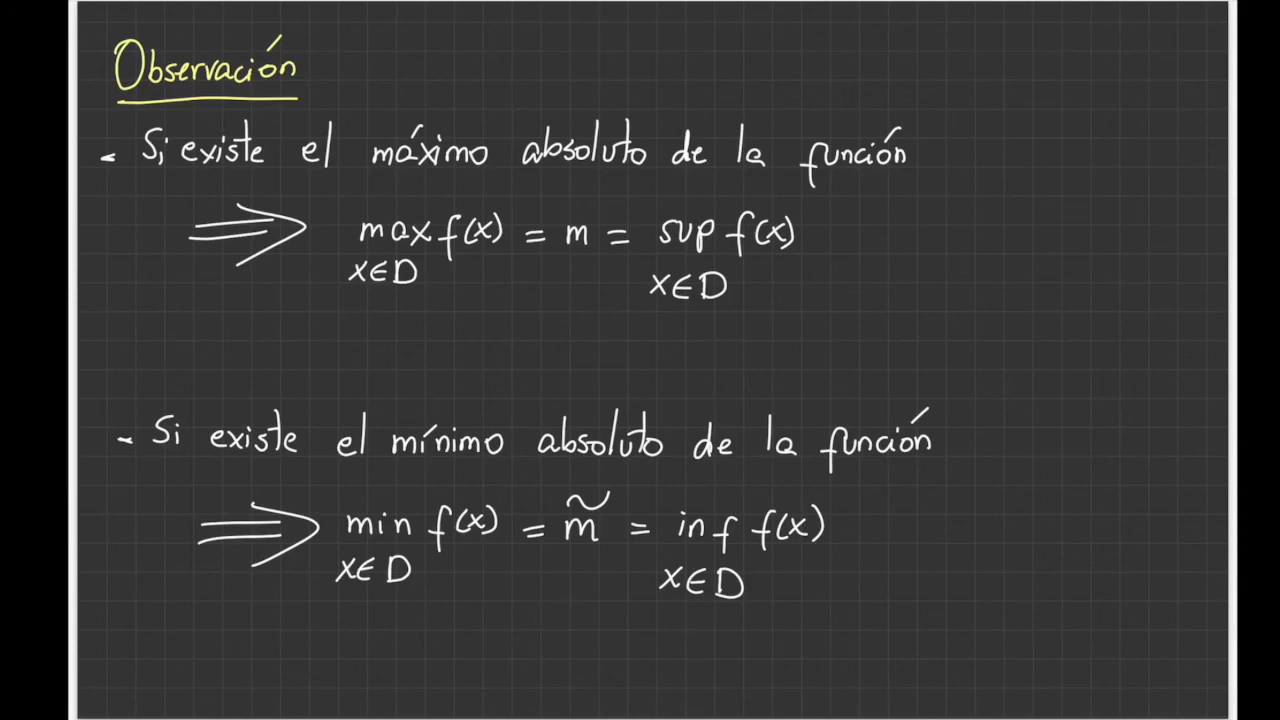 Observación
- Si existe el máximo absoluto de la función
⟹ max f(x) = m = sup f(x)
x∈D x∈D
- Si existe el mínimo absoluto de la función
⟹ min f(x) = m̃ = inf f(x)
x∈D x∈D